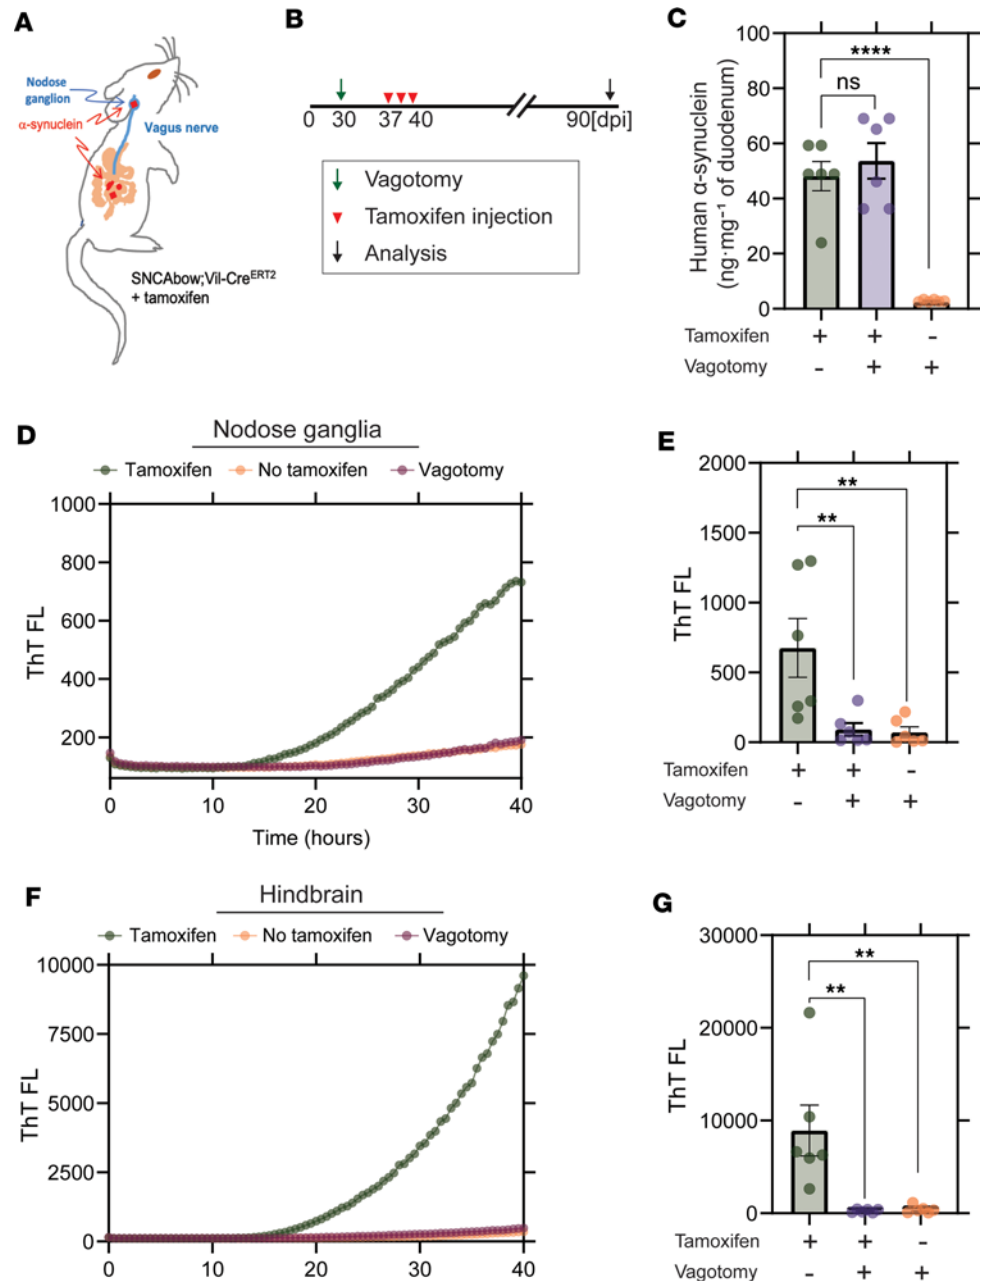 A
Nodose
ganglion
α-synuclein
Vagus nerve
SNCAbow;Vil-Cre^ERT2
+ tamoxifen
B
0 30 37 40 90[dpi]
Vagotomy
Tamoxifen injection
Analysis
C
Human α-synuclein
(ng·mg⁻¹ of duodenum)
100
80
60
40
20
0
****
ns
Tamoxifen + + -
Vagotomy - + +
D
Nodose ganglia
Tamoxifen No tamoxifen Vagotomy
ThT FL
1000
800
600
400
200
0 10 20 30 40
Time (hours)
E
ThT FL
2000
1500
1000
500
0
**
**
Tamoxifen + + -
Vagotomy - + +
F
Hindbrain
Tamoxifen No tamoxifen Vagotomy
ThT FL
10000
7500
5000
2500
0
0 10 20 30 40
G
ThT FL
30000
20000
10000
0
**
**
Tamoxifen + + -
Vagotomy - + +